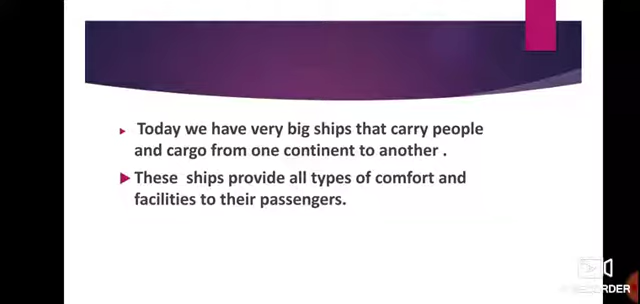 Today we have very big ships that carry people
and cargo from one continent to another .
These ships provide all types of comfort and
facilities to their passengers.
RECORDER